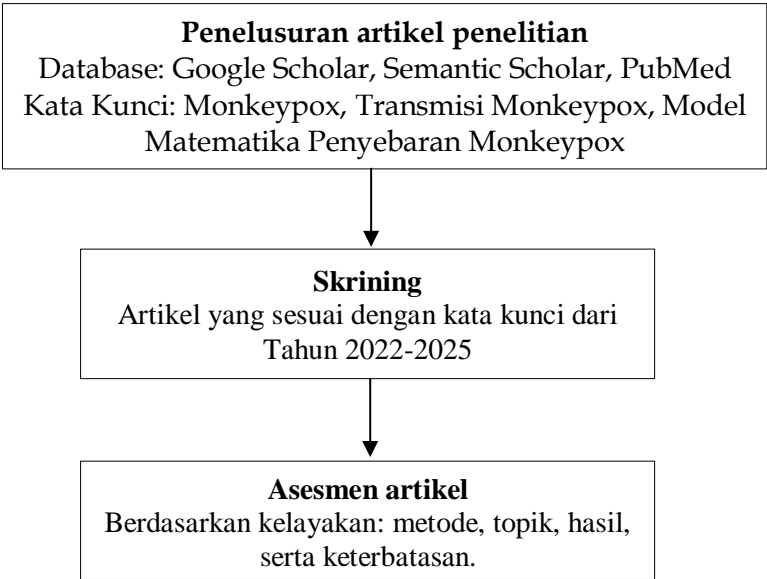 Penelusuran artikel penelitian
Database: Google Scholar, Semantic Scholar, PubMed
Kata Kunci: Monkeypox, Transmisi Monkeypox, Model
Matematika Penyebaran Monkeypox
Skrining
Artikel yang sesuai dengan kata kunci dari
Tahun 2022-2025
Asesmen artikel
Berdasarkan kelayakan: metode, topik, hasil,
serta keterbatasan.